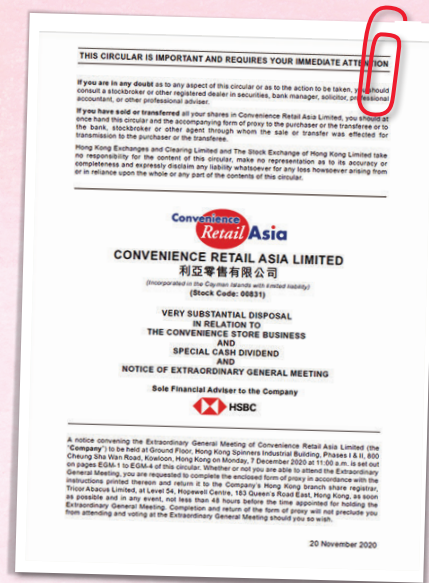 THIS CIRCULAR IS IMPORTANT AND REQUIRES YOUR IMMEDIATE ATTENTION
If you are in any doubt as to any aspect of this circular or as to the action to be taken, you should
consult a stockbroker or other registered dealer in securities, bank manager, solicitor, professional
accountant, or other professional adviser.
If you have sold or transferred all your shares in Convenience Retail Asia Limited, you should at
once hand this circular and the accompanying form of proxy to the purchaser or the transferee or to
the bank, stockbroker or other agent through whom the sale or transfer was effected for
transmission to the purchaser or the transferee.
Hong Kong Exchanges and Clearing Limited and The Stock Exchange of Hong Kong Limited take
no responsibility for the content of this circular, make no representation as to its accuracy or
completeness and expressly disclaim any liability whatsoever for any loss howsoever arising from
or in reliance upon the whole or any part of the contents of this circular.
Convenience
Retail Asia
CONVENIENCE RETAIL ASIA LIMITED
利亞零售有限公司
(Incorporated in the Cayman Islands with limited liability)
(Stock Code: 00831)
VERY SUBSTANTIAL DISPOSAL
IN RELATION TO
THE CONVENIENCE STORE BUSINESS
AND
SPECIAL CASH DIVIDEND
AND
NOTICE OF EXTRAORDINARY GENERAL MEETING
Sole Financial Adviser to the Company
HSBC
A notice convening the Extraordinary General Meeting of Convenience Retail Asia Limited (the
"Company") to be held at Ground Floor, Hong Kong Spinners Industrial Building, Phases I & II, 800
Cheung Sha Wan Road, Kowloon, Hong Kong on Monday, 7 December 2020 at 11:00 a.m. is set out
on pages EGM-1 to EGM-4 of this circular. Whether or not you are able to attend the Extraordinary
General Meeting, you are requested to complete the enclosed form of proxy in accordance with the
instructions printed thereon and return it to the Company's Hong Kong branch share registrar,
Tricor Abacus Limited, at Level 54, Hopewell Centre, 183 Queen's Road East, Hong Kong, as soon
as possible and in any event, not less than 48 hours before the time appointed for holding the
Extraordinary General Meeting. Completion and return of the form of proxy will not preclude you
from attending and voting at the Extraordinary General Meeting should you so wish.
20 November 2020